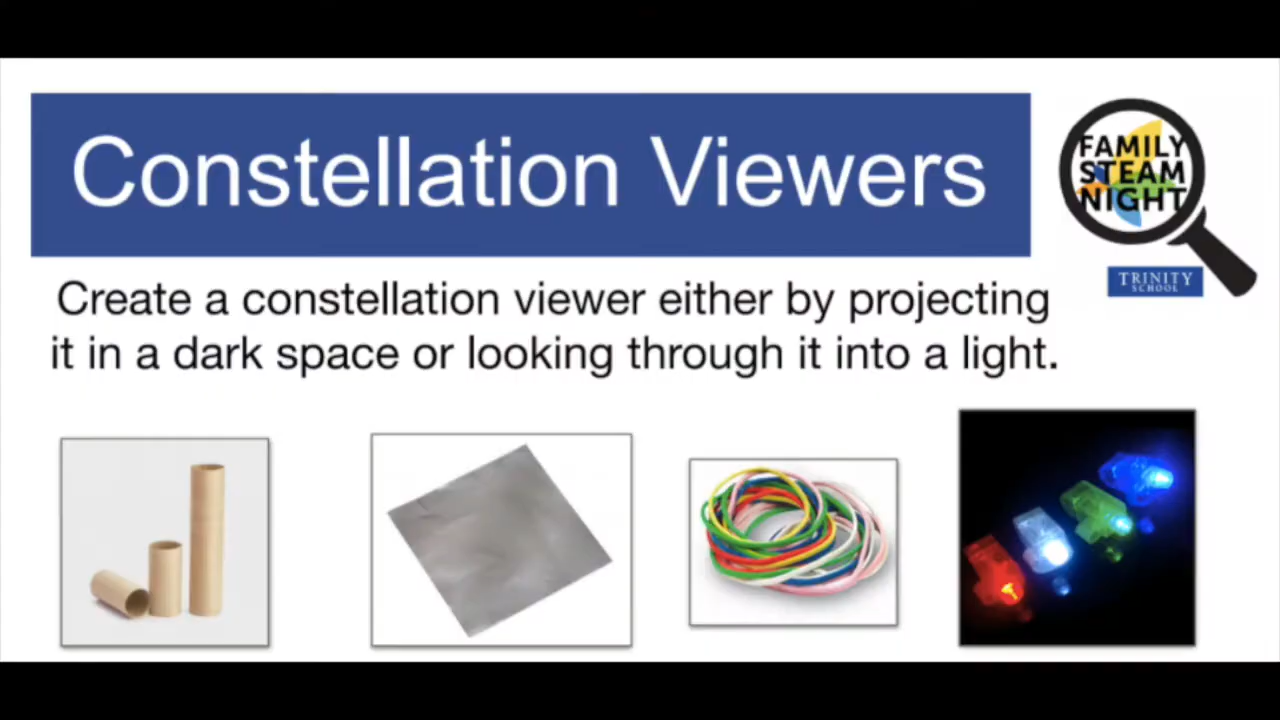 Constellation Viewers
FAMILY
STEAM
NIGHT
TRINITY
SCHOOL
Create a constellation viewer either by projecting
it in a dark space or looking through it into a light.